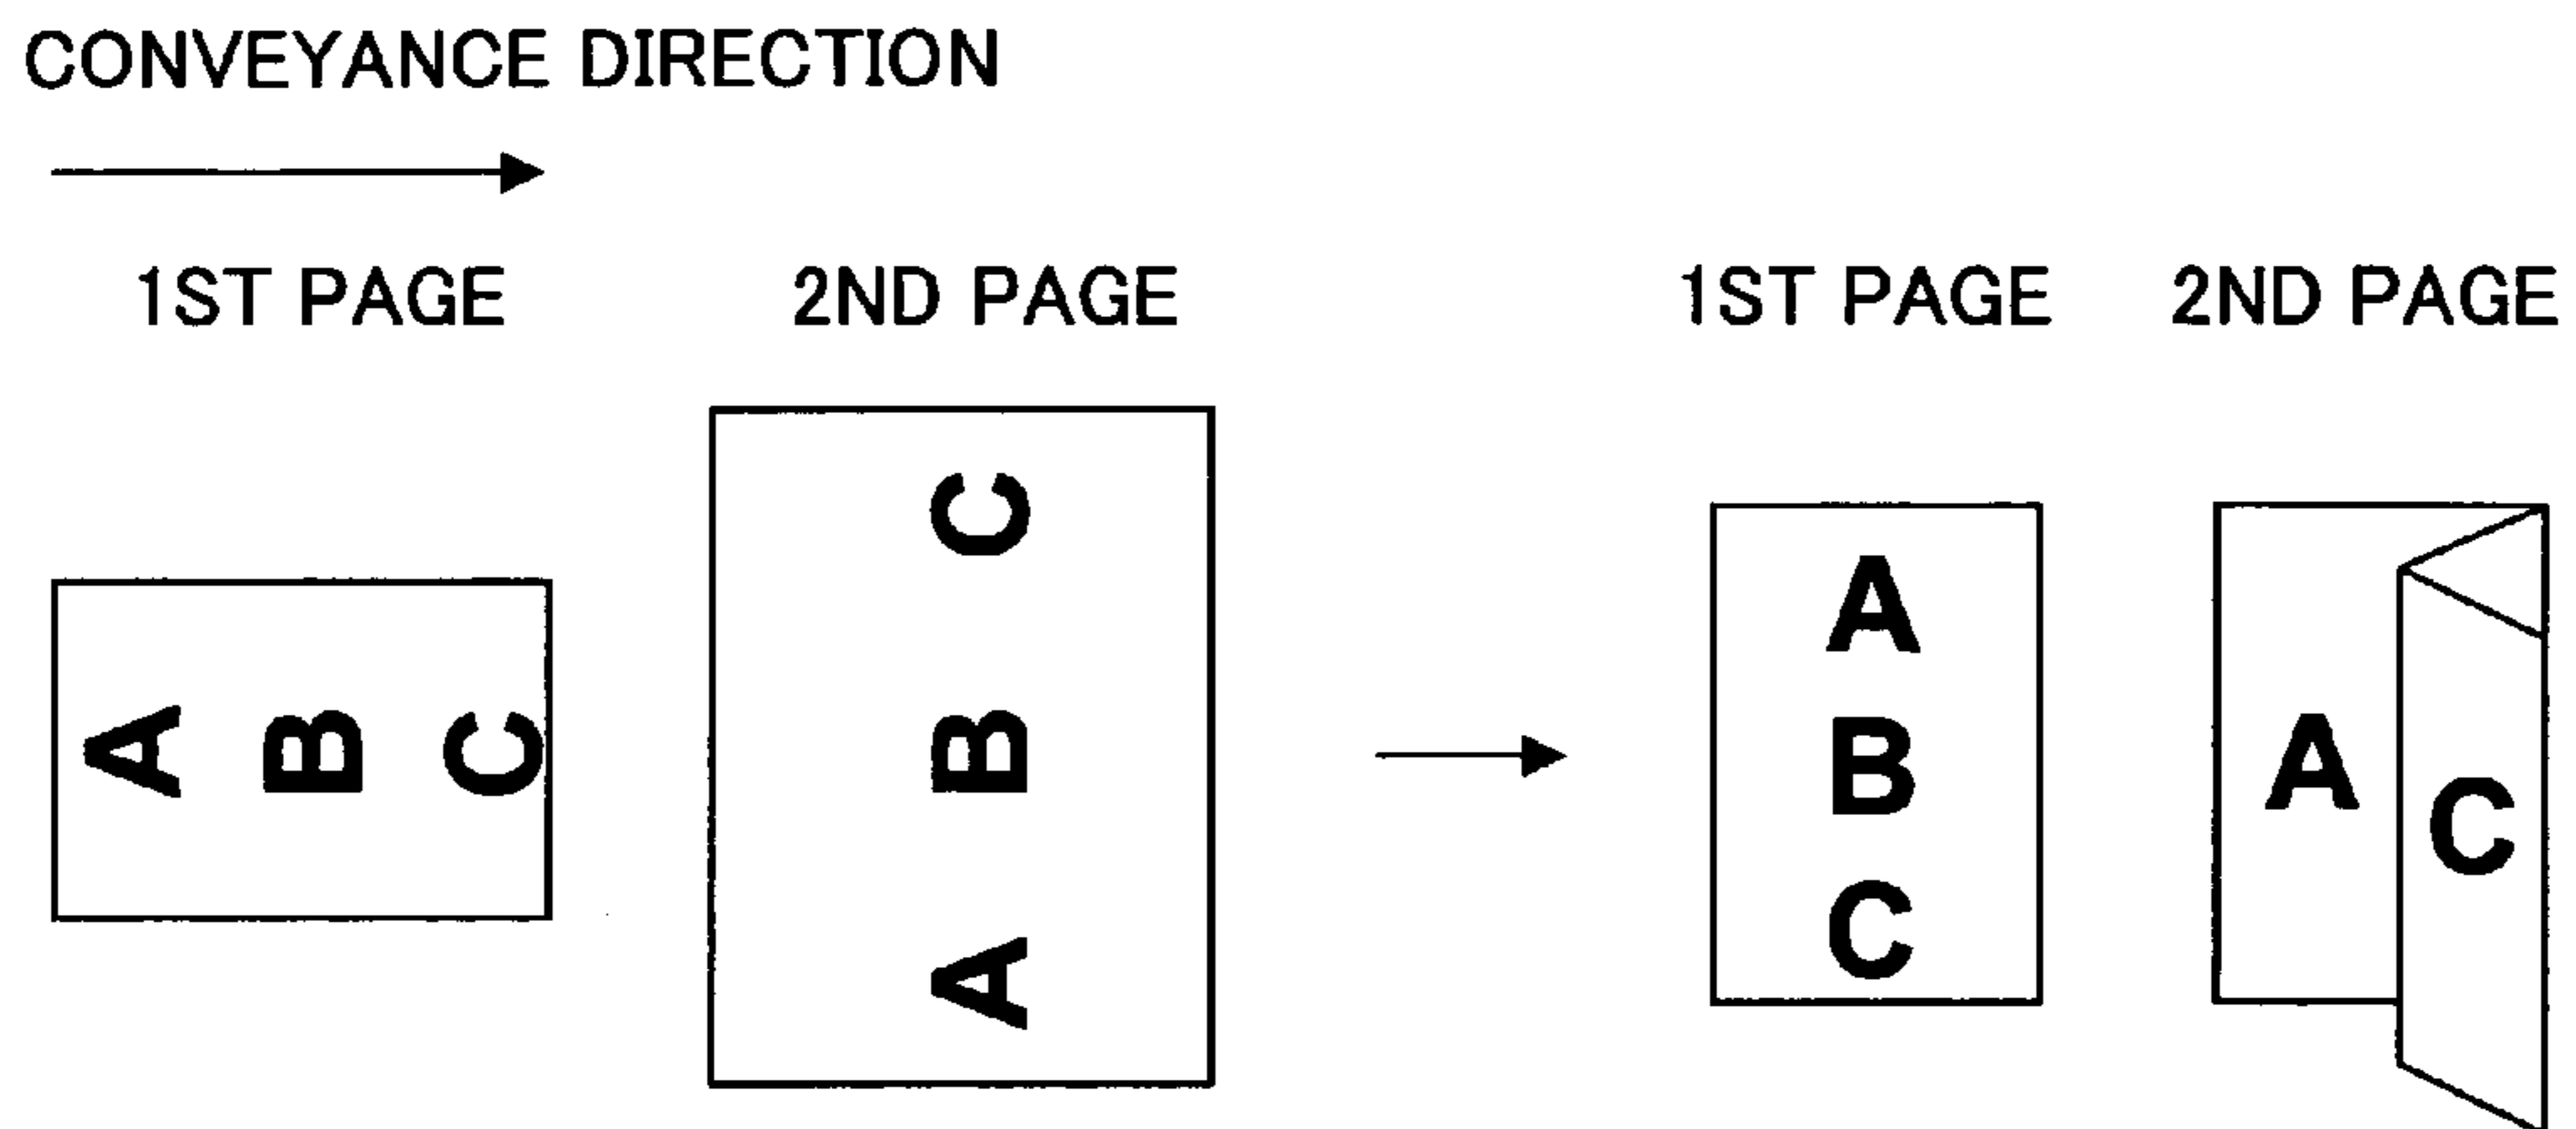 CONVEYANCE DIRECTION
1ST PAGE 2ND PAGE 1ST PAGE 2ND PAGE
A B C
C
B
A
A
B
C
A C